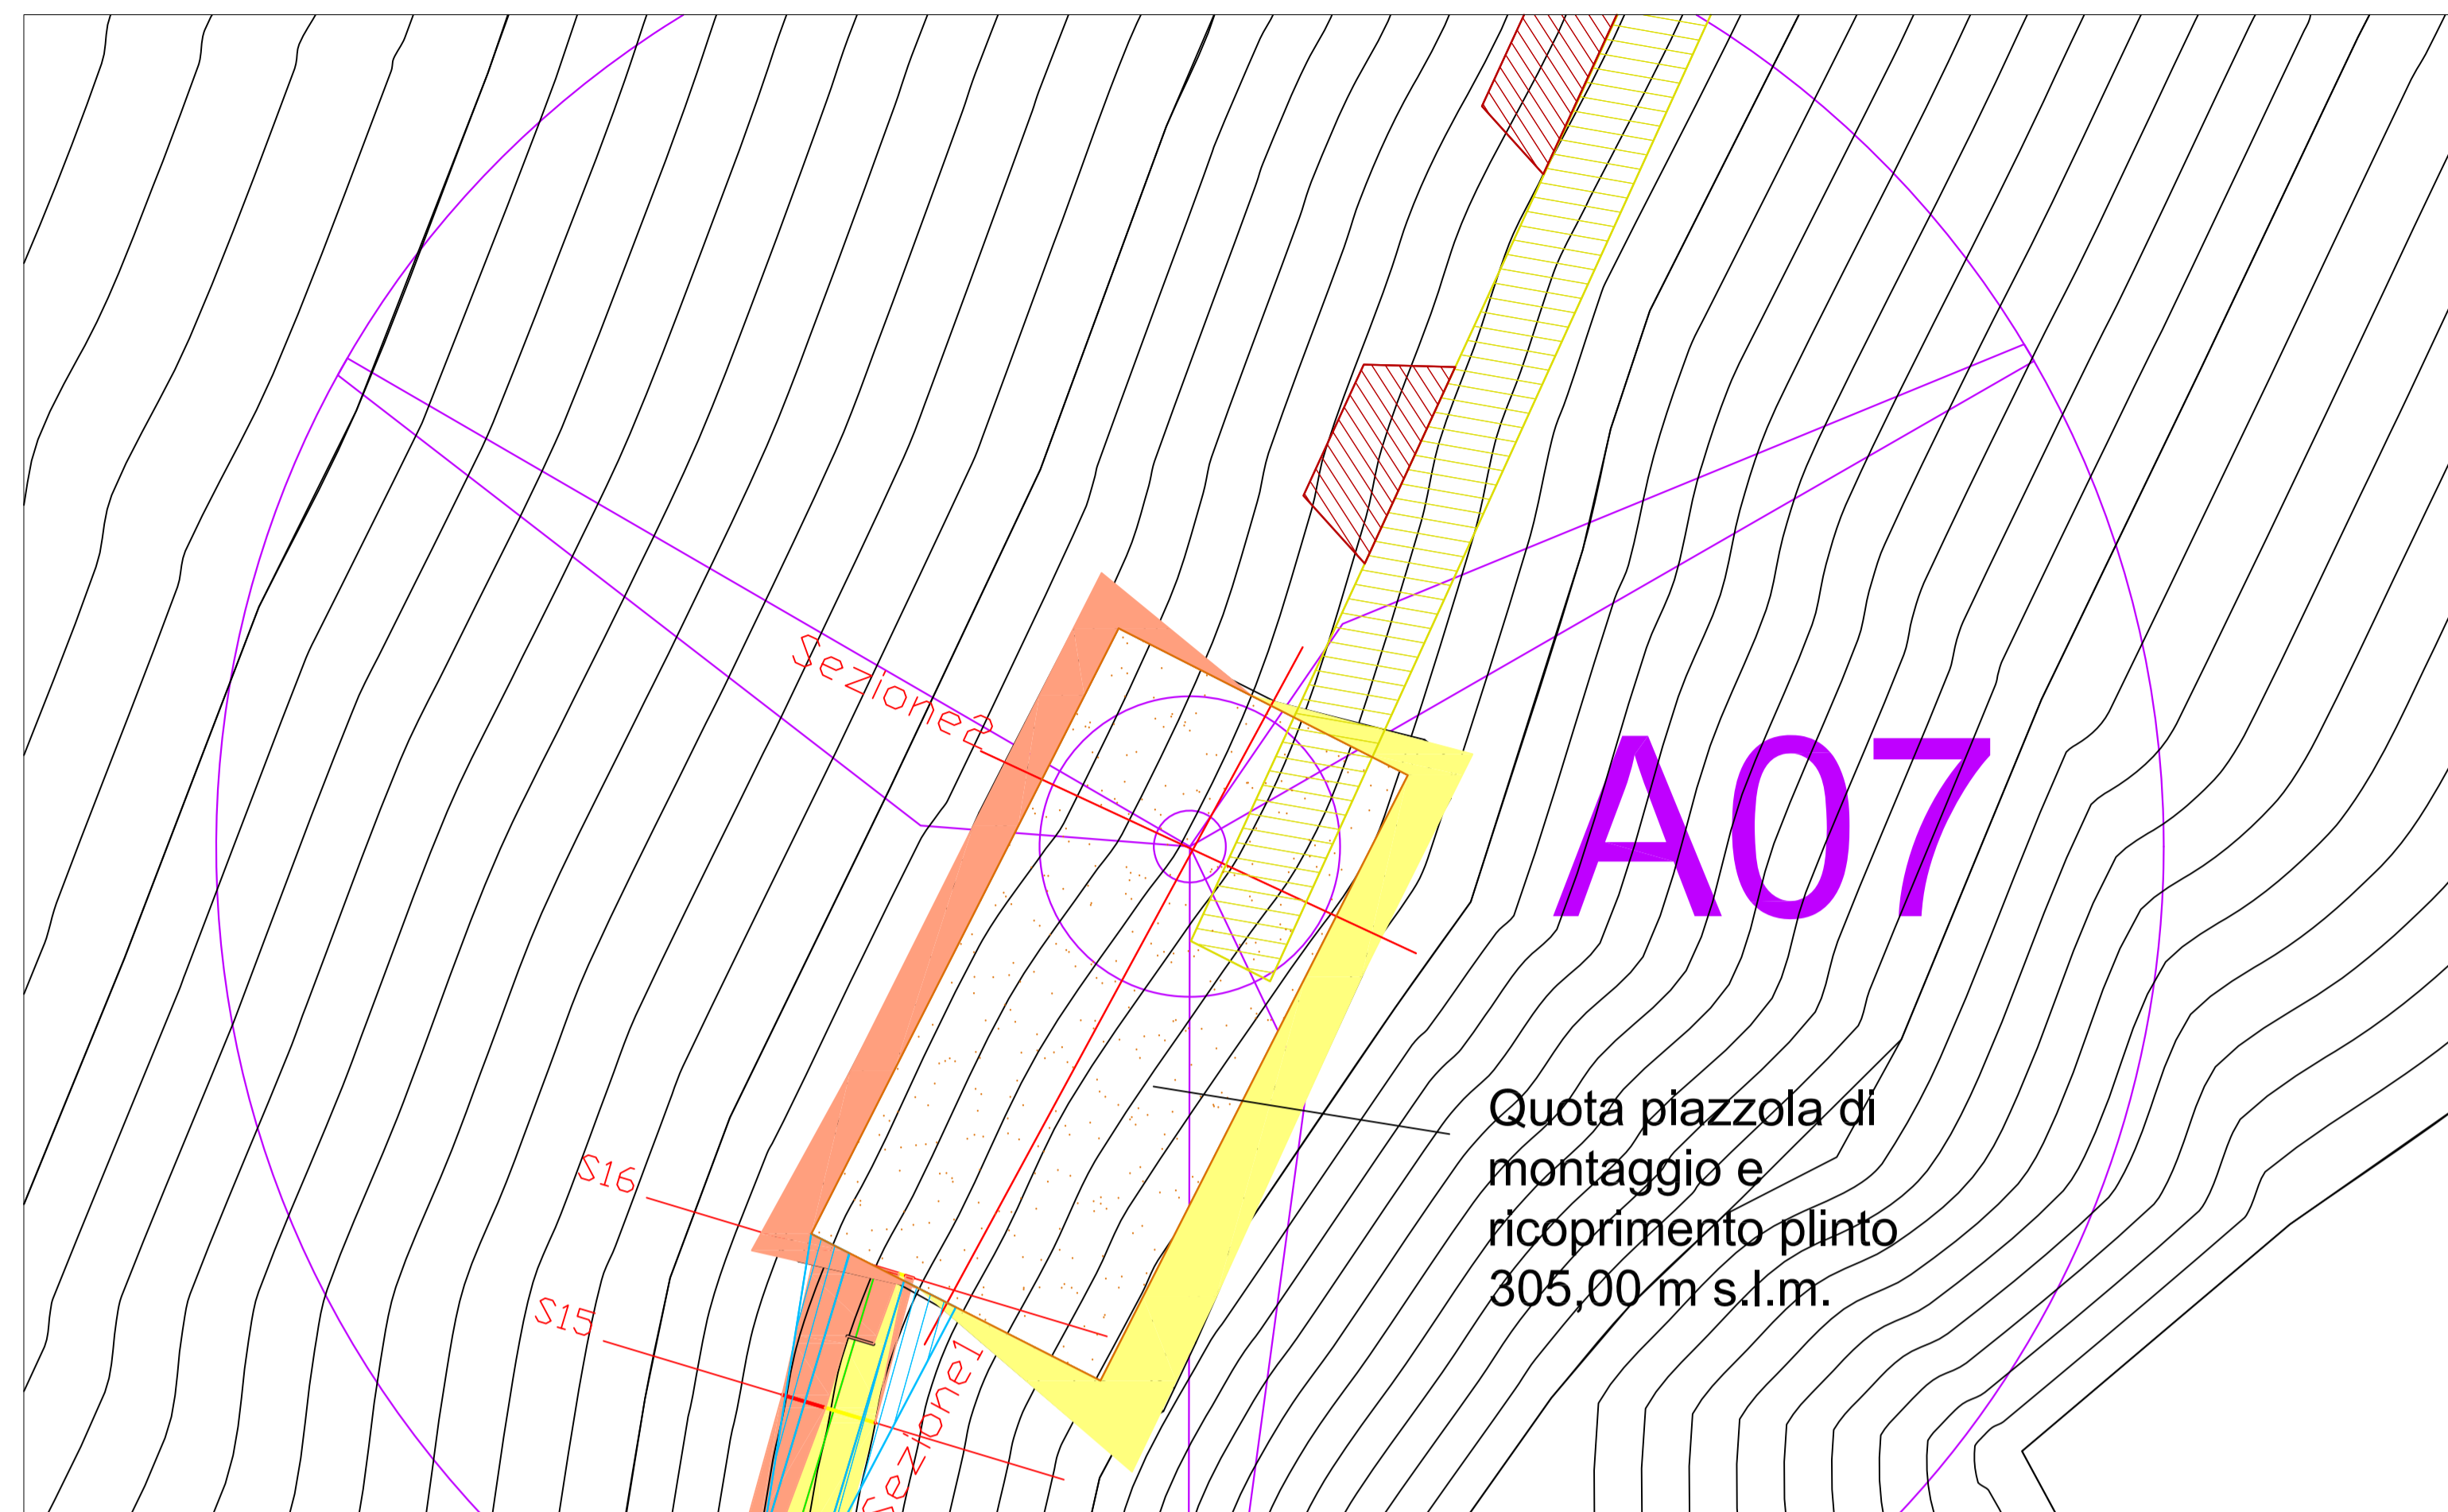 Sezione2
A07
Quota piazzola di
montaggio e
ricoprimento plinto
305,00 m s.l.m.
S16
S15
Sezione1